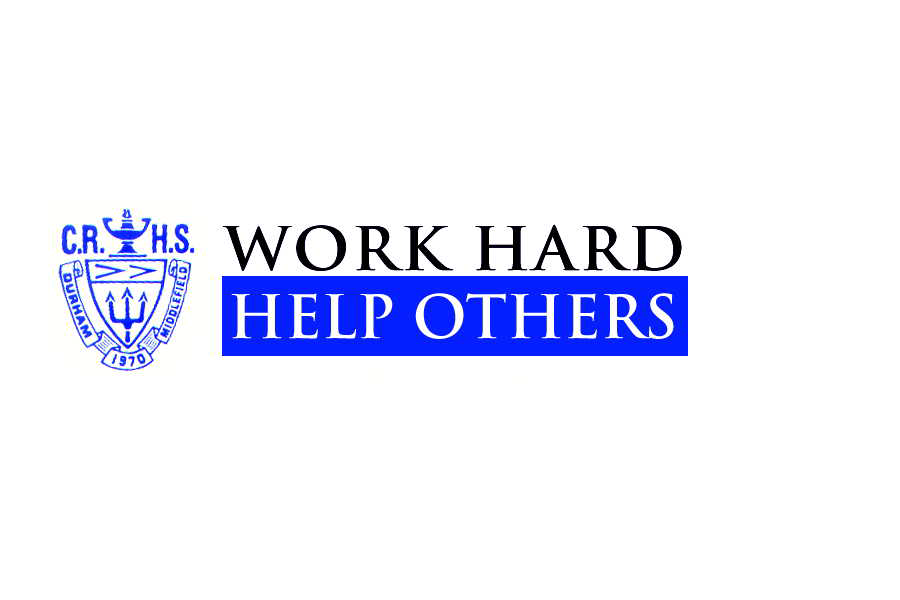 C.R. H.S.
DURHAM
MIDDLEFIELD
1970
WORK HARD
HELP OTHERS